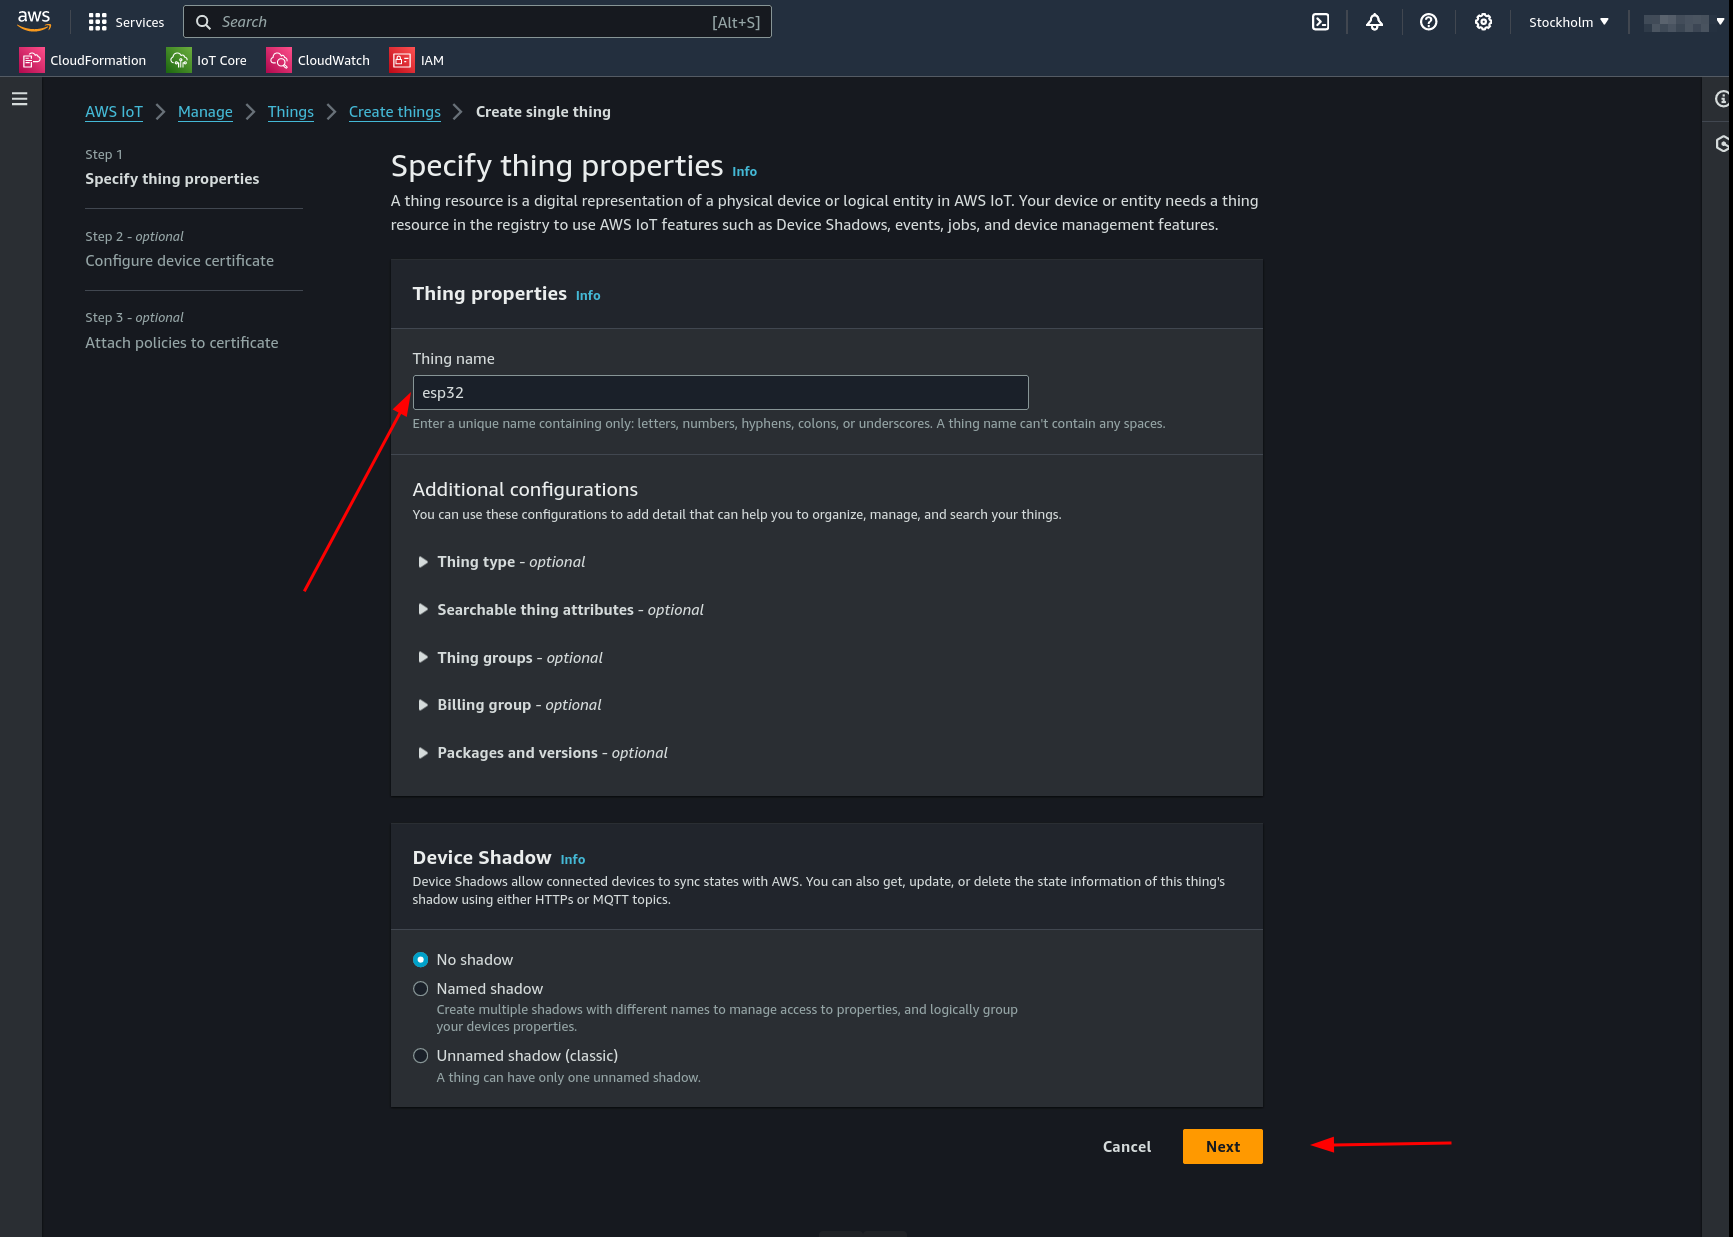 aws
Services
Search
[Alt+S]
Stockholm
CloudFormation
IoT Core
CloudWatch
IAM
AWS IoT
Manage
Things
Create things
Create single thing
Step 1
Specify thing properties
Step 2 - optional
Configure device certificate
Step 3 - optional
Attach policies to certificate
Specify thing properties Info
A thing resource is a digital representation of a physical device or logical entity in AWS IoT. Your device or entity needs a thing
resource in the registry to use AWS IoT features such as Device Shadows, events, jobs, and device management features.
Thing properties Info
Thing name
esp32
Enter a unique name containing only: letters, numbers, hyphens, colons, or underscores. A thing name can't contain any spaces.
Additional configurations
You can use these configurations to add detail that can help you to organize, manage, and search your things.
Thing type - optional
Searchable thing attributes - optional
Thing groups - optional
Billing group - optional
Packages and versions - optional
Device Shadow Info
Device Shadows allow connected devices to sync states with AWS. You can also get, update, or delete the state information of this thing's
shadow using either HTTPs or MQTT topics.
No shadow
Named shadow
Create multiple shadows with different names to manage access to properties, and logically group
your devices properties.
Unnamed shadow (classic)
A thing can have only one unnamed shadow.
Cancel
Next